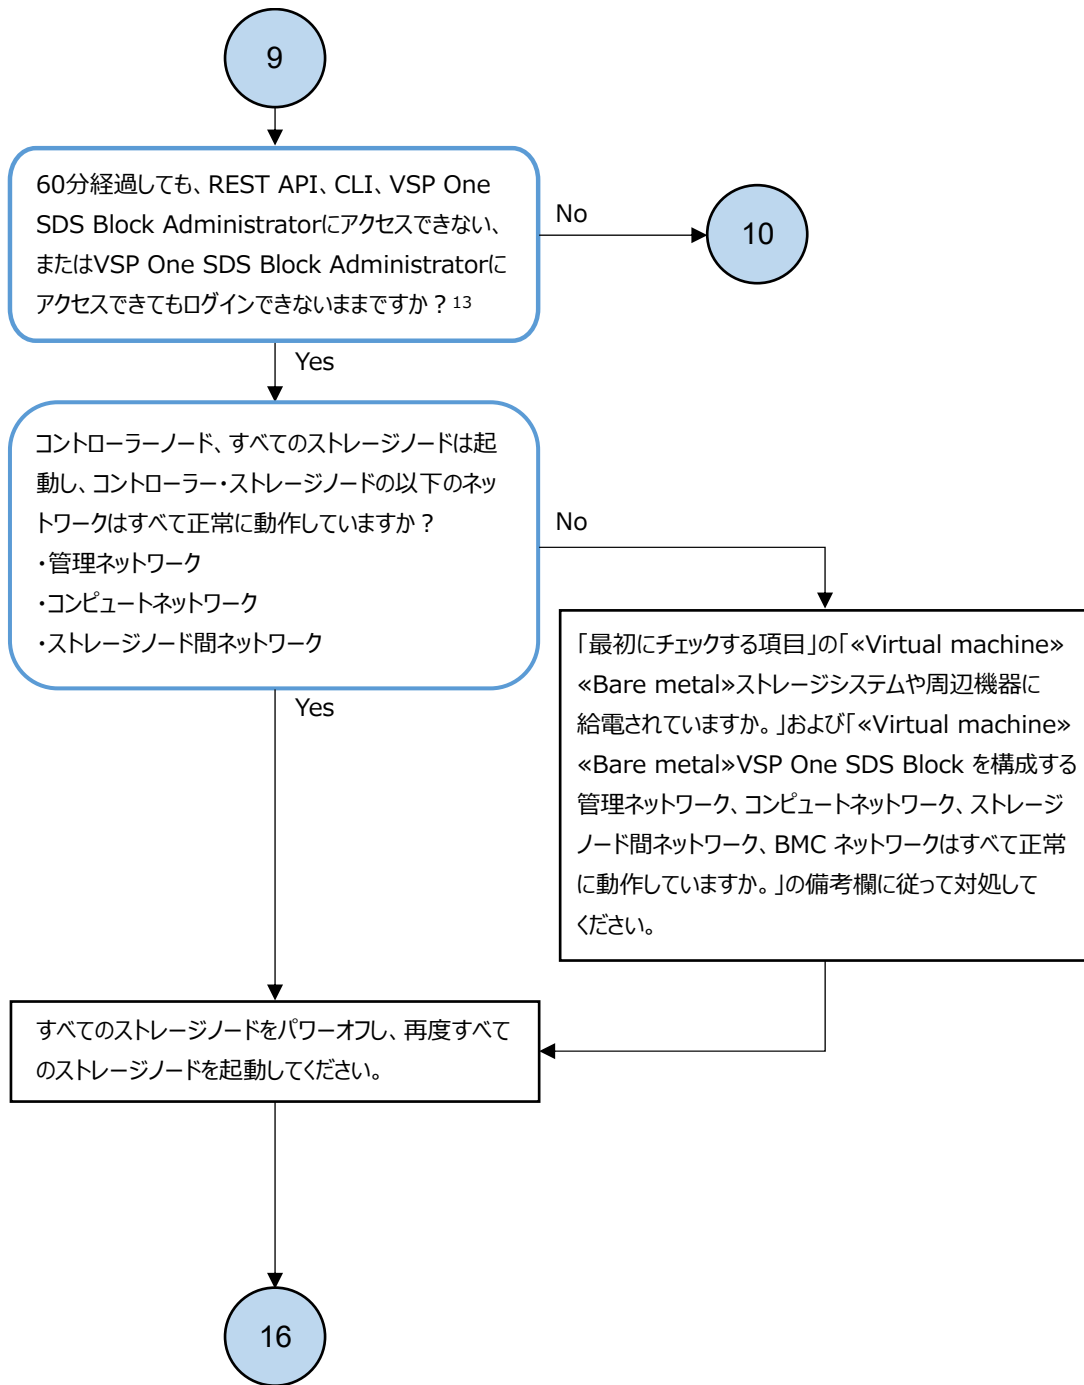 9
60分経過しても、REST API、CLI、VSP One
SDS Block Administratorにアクセスできない、
またはVSP One SDS Block Administratorに
アクセスできてもログインできないままですか？13
No
10
Yes
コントローラーノード、すべてのストレージノードは起
動し、コントローラー・ストレージノードの以下のネッ
トワークはすべて正常に動作していますか？
・管理ネットワーク
・コンピュートネットワーク
・ストレージノード間ネットワーク
No
Yes
「最初にチェックする項目」の「«Virtual machine»
«Bare metal»ストレージシステムや周辺機器に
給電されていますか。」および「«Virtual machine»
«Bare metal»VSP One SDS Block を構成する
管理ネットワーク、コンピュートネットワーク、ストレージ
ノード間ネットワーク、BMC ネットワークはすべて正常
に動作していますか。」の備考欄に従って対処して
ください。
すべてのストレージノードをパワーオフし、再度すべて
のストレージノードを起動してください。
16